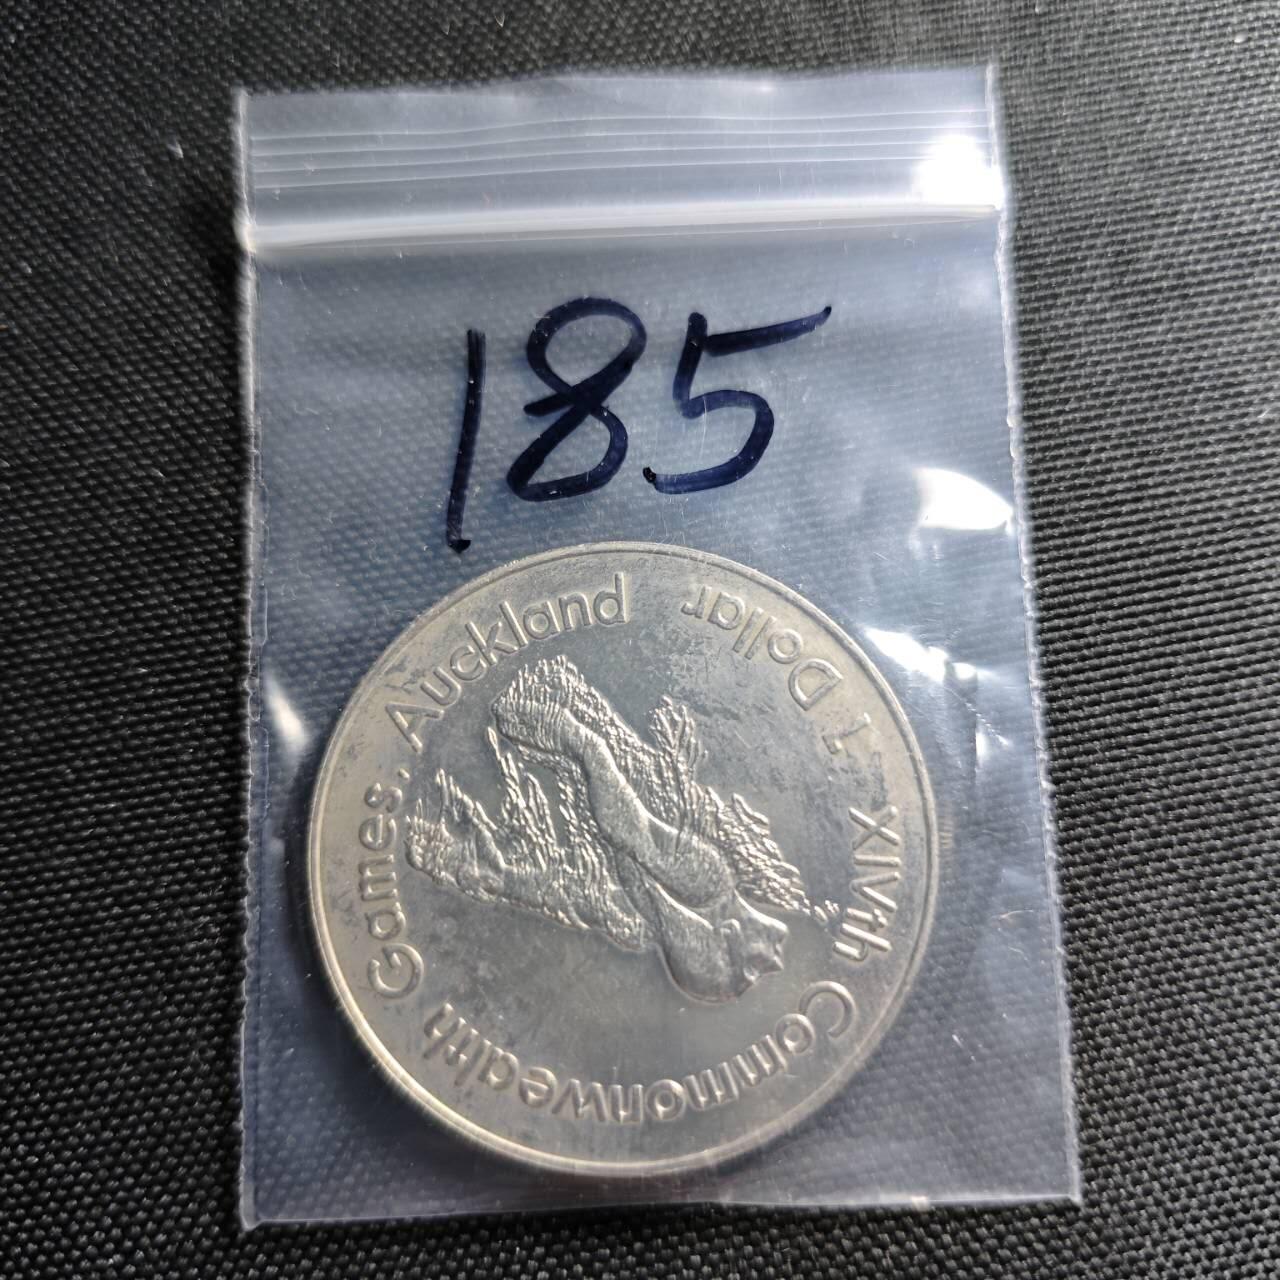 185
XIVth Commonwealth Games, Auckland
1 Dollar